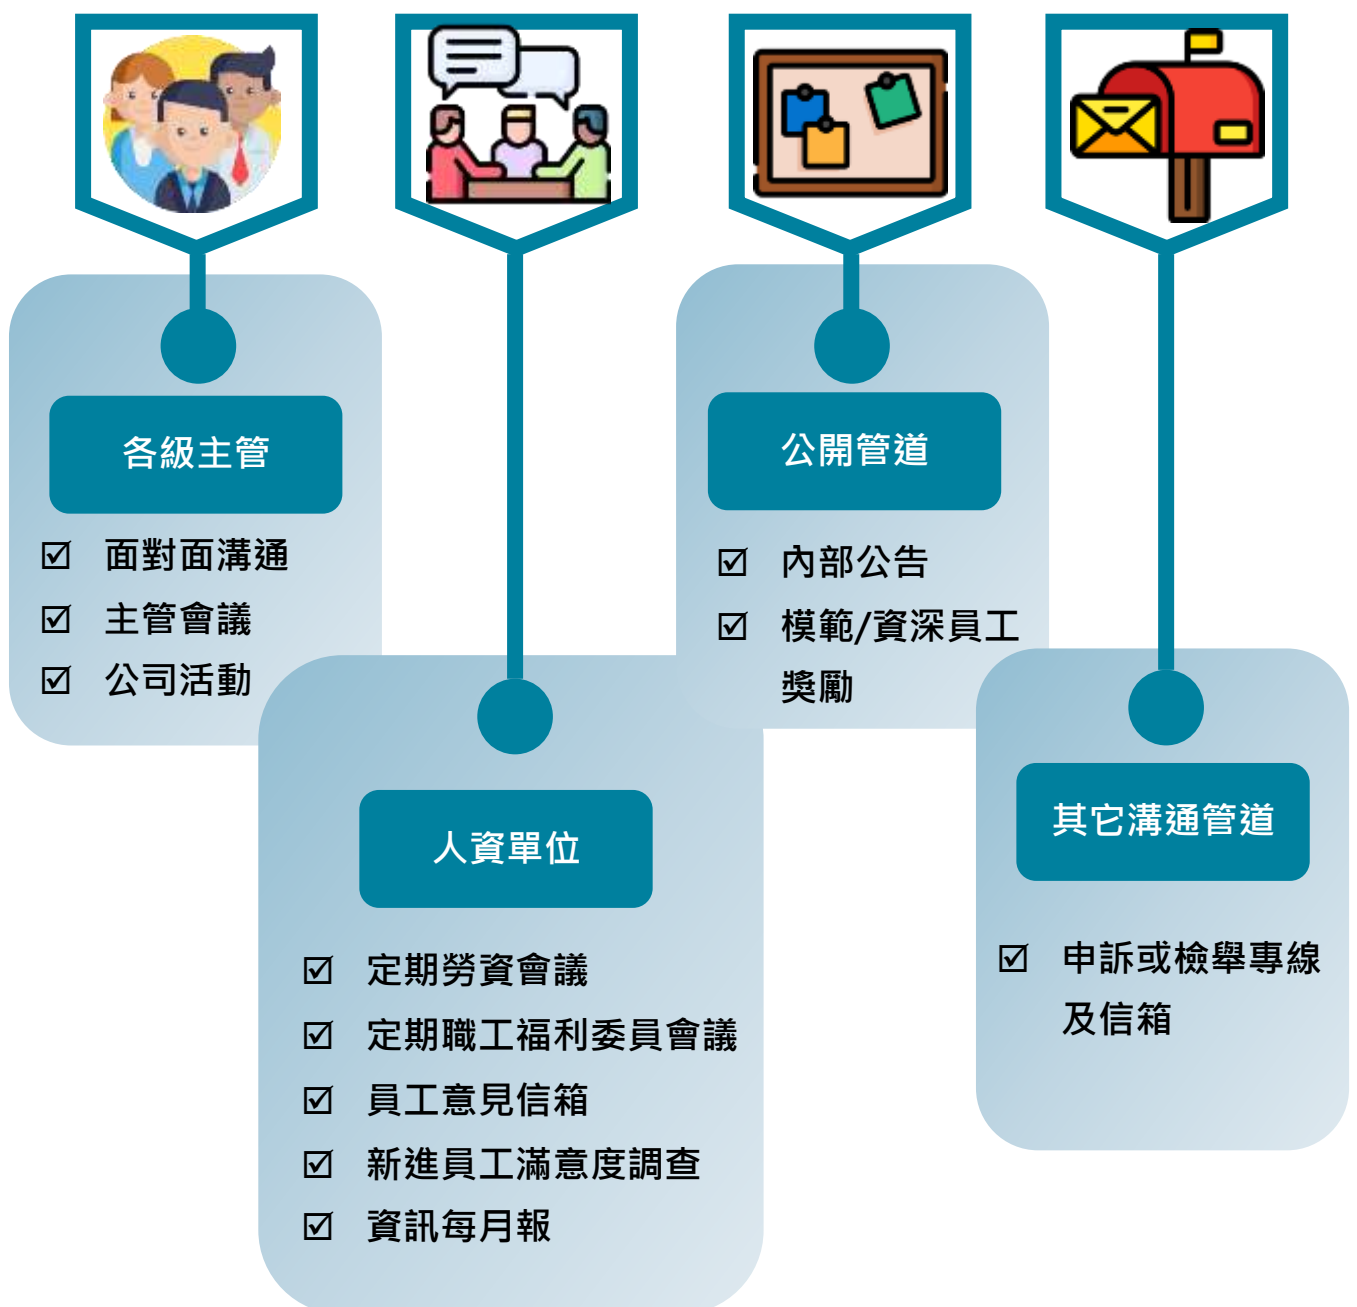 各級主管
☑ 面對面溝通
☑ 主管會議
☑ 公司活動
人資單位
☑ 定期勞資會議
☑ 定期職工福利委員會議
☑ 員工意見信箱
☑ 新進員工滿意度調查
☑ 資訊每月報
公開管道
☑ 內部公告
☑ 模範/資深員工
獎勵
其它溝通管道
☑ 申訴或檢舉專線
及信箱